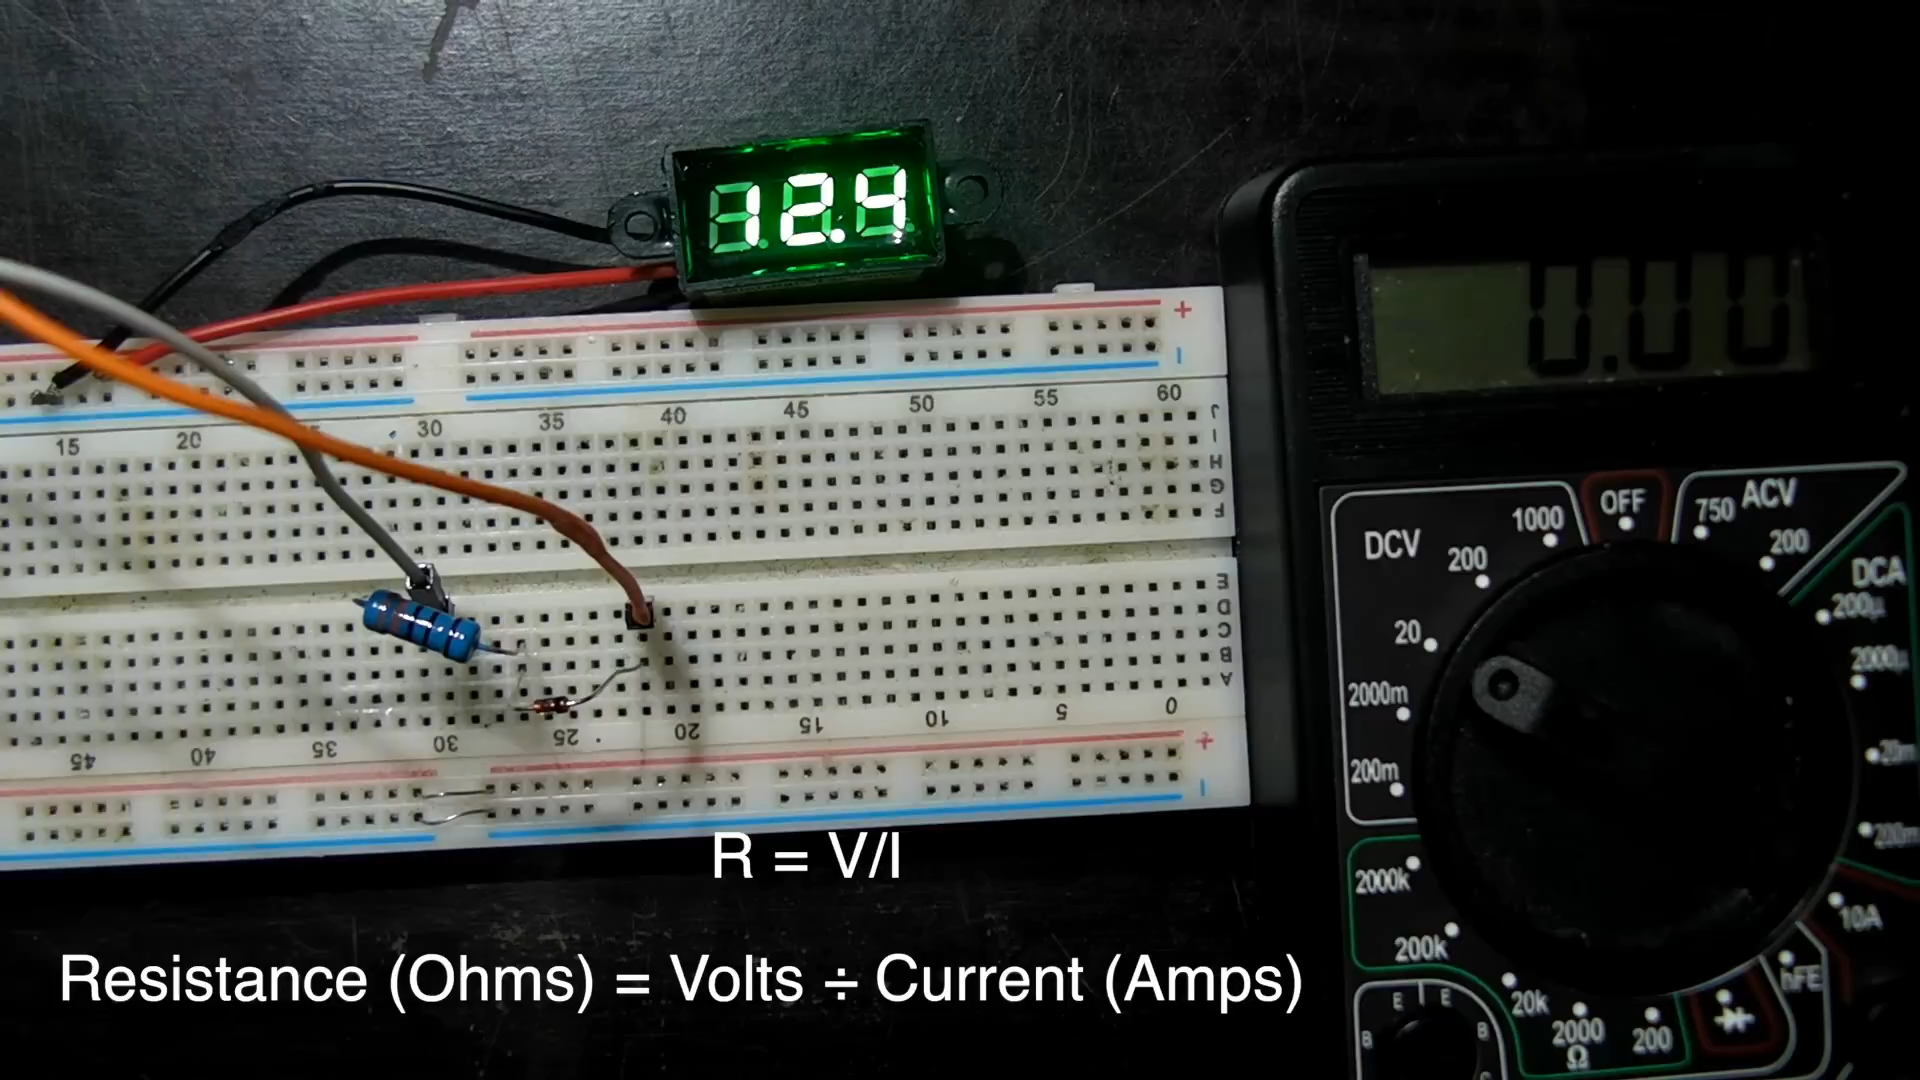 12.4
0.00
+
-
15 20 30 35 40 45 50 55 60
J
I
H
G
F
E
D
C
B
A
45 40 35 30 25 20 15 10 5 0
+
-
OFF
DCV
1000
200
20
2000m
200m
750 ACV
200
DCA
200µ
2000µ
20m
200m
10A
hFE
2000k
200k
20k
2000
Ω
200
E E
B B
R = V/I
Resistance (Ohms) = Volts ÷ Current (Amps)